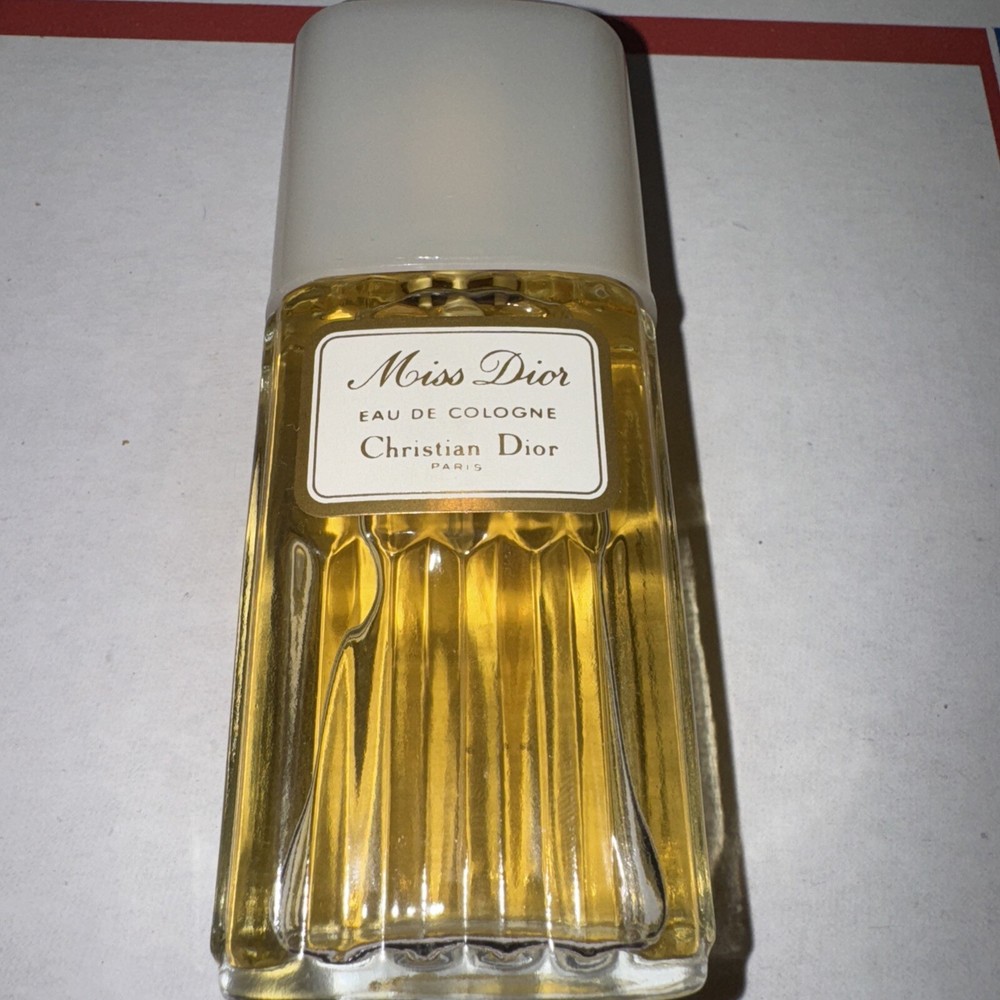 Miss Dior
EAU DE COLOGNE
Christian Dior
PARIS